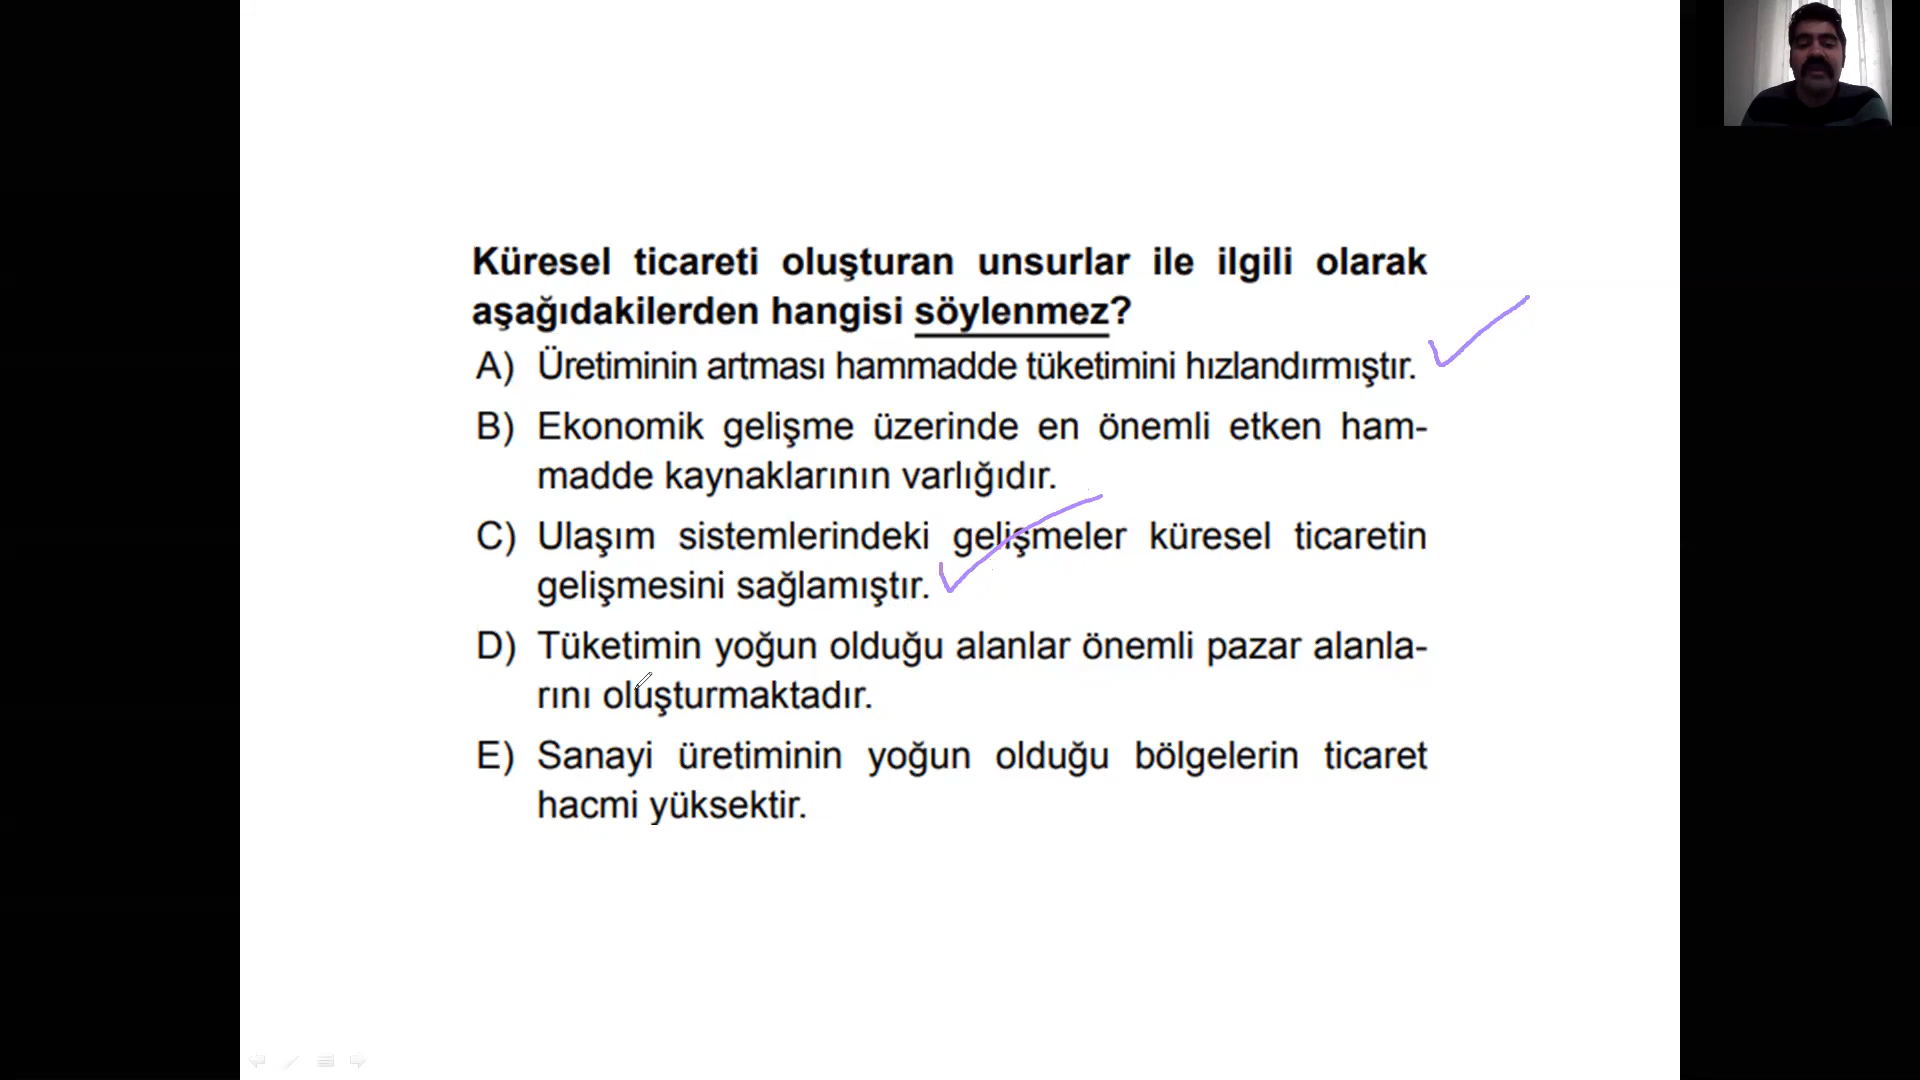 Küresel ticareti oluşturan unsurlar ile ilgili olarak
aşağıdakilerden hangisi söylenmez?
A) Üretiminin artması hammadde tüketimini hızlandırmıştır.
B) Ekonomik gelişme üzerinde en önemli etken ham-
madde kaynaklarının varlığıdır.
C) Ulaşım sistemlerindeki gelişmeler küresel ticaretin
gelişmesini sağlamıştır.
D) Tüketimin yoğun olduğu alanlar önemli pazar alanla-
rını oluşturmaktadır.
E) Sanayi üretiminin yoğun olduğu bölgelerin ticaret
hacmi yüksektir.